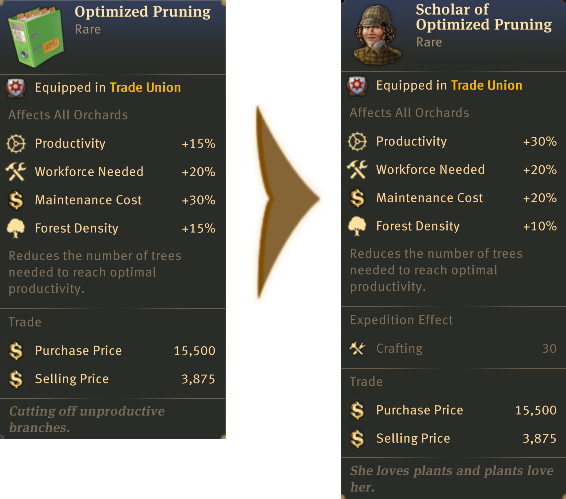 Optimized Pruning
Rare
Equipped in Trade Union
Affects All Orchards
Productivity +15%
Workforce Needed +20%
Maintenance Cost +30%
Forest Density +15%
Reduces the number of trees
needed to reach optimal
productivity.
Trade
Purchase Price 15,500
Selling Price 3,875
Cutting off unproductive
branches.
Scholar of
Optimized Pruning
Rare
Equipped in Trade Union
Affects All Orchards
Productivity +30%
Workforce Needed +20%
Maintenance Cost +20%
Forest Density +10%
Reduces the number of trees
needed to reach optimal
productivity.
Expedition Effect
Crafting 30
Trade
Purchase Price 15,500
Selling Price 3,875
She loves plants and plants love
her.